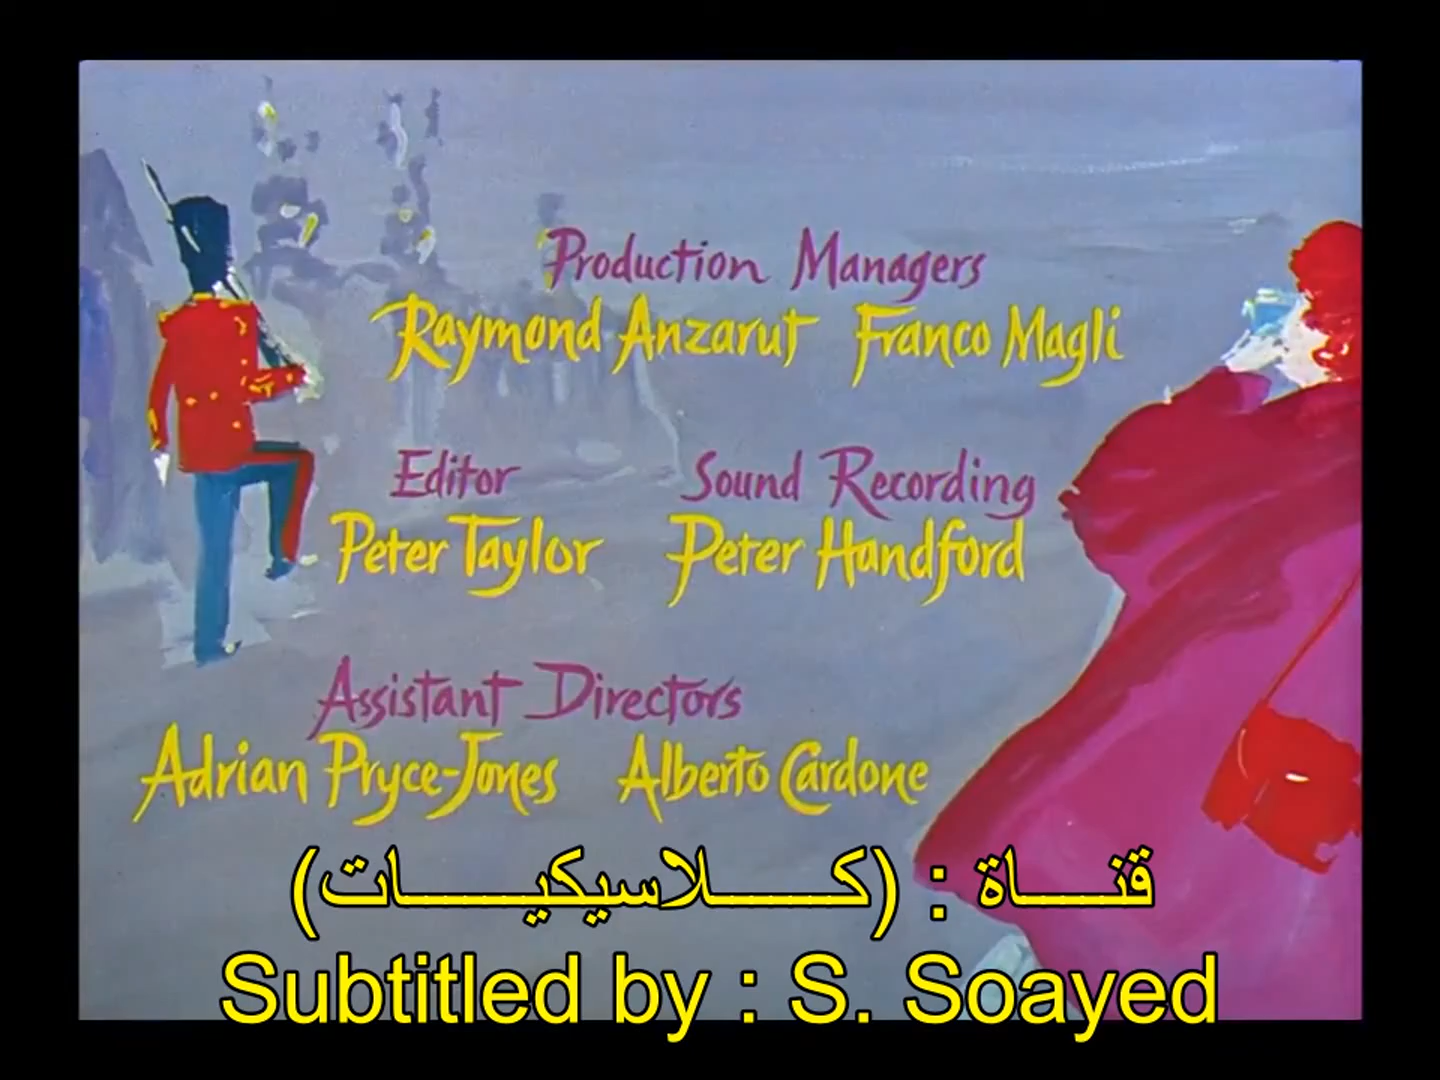 Production Managers
Raymond Anzarut Franco Magli
Editor Sound Recording
Peter Taylor Peter Handford
Assistant Directors
Adrian Pryce-Jones Alberto Cardone
قنـــاة : (كــــــلاسيكيــــــات)
Subtitled by : S. Soayed